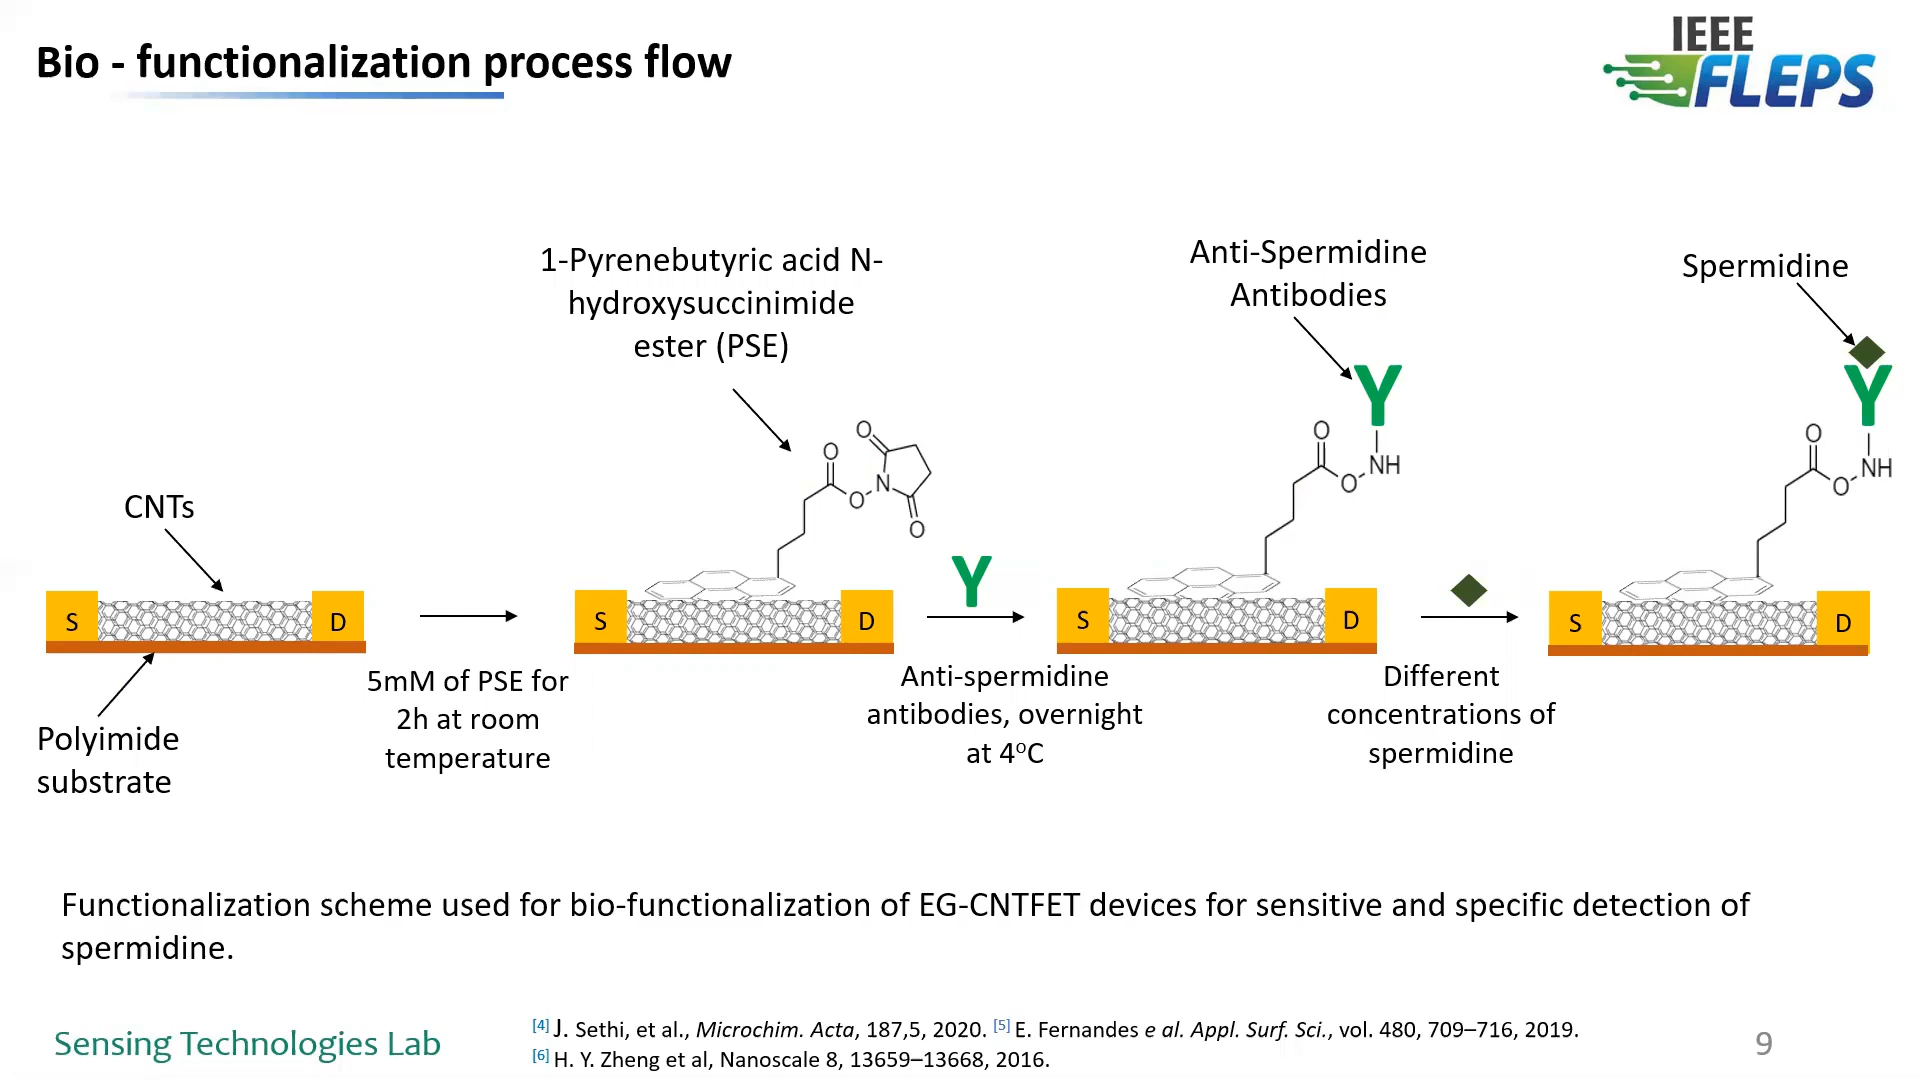 Bio - functionalization process flow
IEEE
FLEPS
1-Pyrenebutyric acid N-
hydroxysuccinimide
ester (PSE)
Anti-Spermidine
Antibodies
Spermidine
CNTs
O
O
O
N
O
O
O
NH
O
O
NH
Y
Y
Y
S
D
S
D
S
D
S
D
Polyimide
substrate
5mM of PSE for
2h at room
temperature
Anti-spermidine
antibodies, overnight
at 4°C
Different
concentrations of
spermidine
Functionalization scheme used for bio-functionalization of EG-CNTFET devices for sensitive and specific detection of
spermidine.
Sensing Technologies Lab
[4] J. Sethi, et al., Microchim. Acta, 187,5, 2020. [5] E. Fernandes e al. Appl. Surf. Sci., vol. 480, 709–716, 2019.
[6] H. Y. Zheng et al, Nanoscale 8, 13659–13668, 2016.
9